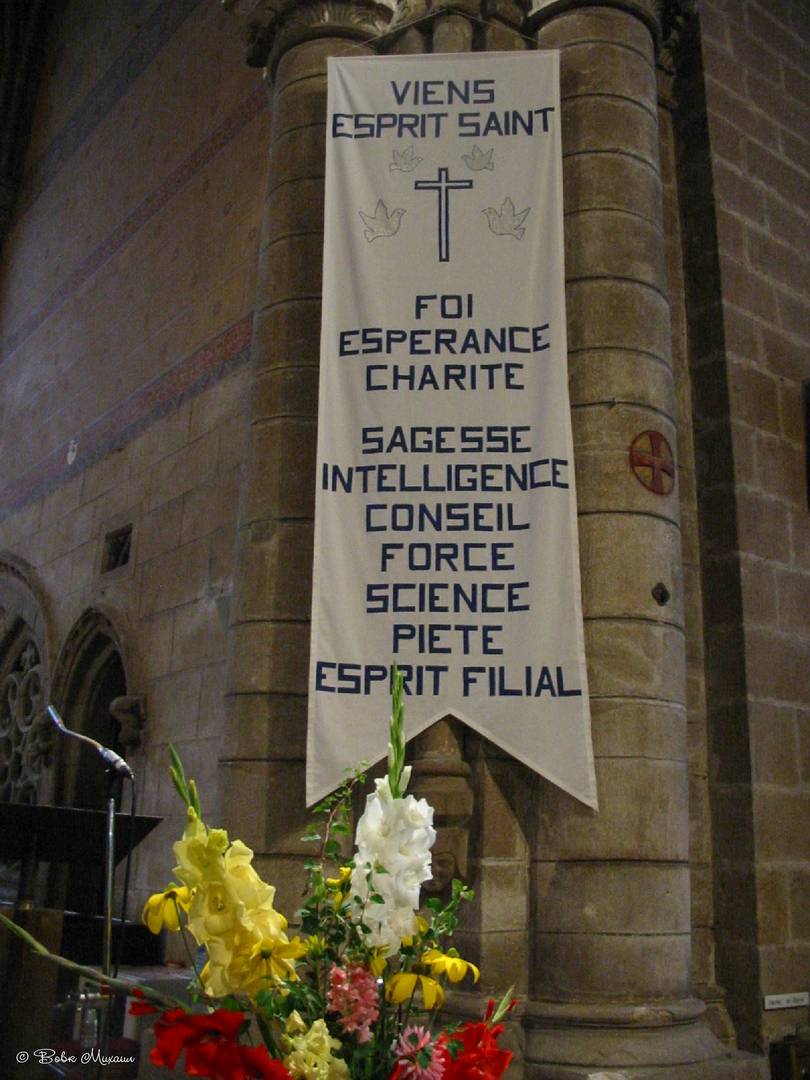 VIENS
ESPRIT SAINT
FOI
ESPERANCE
CHARITE
SAGESSE
INTELLIGENCE
CONSEIL
FORCE
SCIENCE
PIETE
ESPRIT FILIAL
© Вовк Михаил